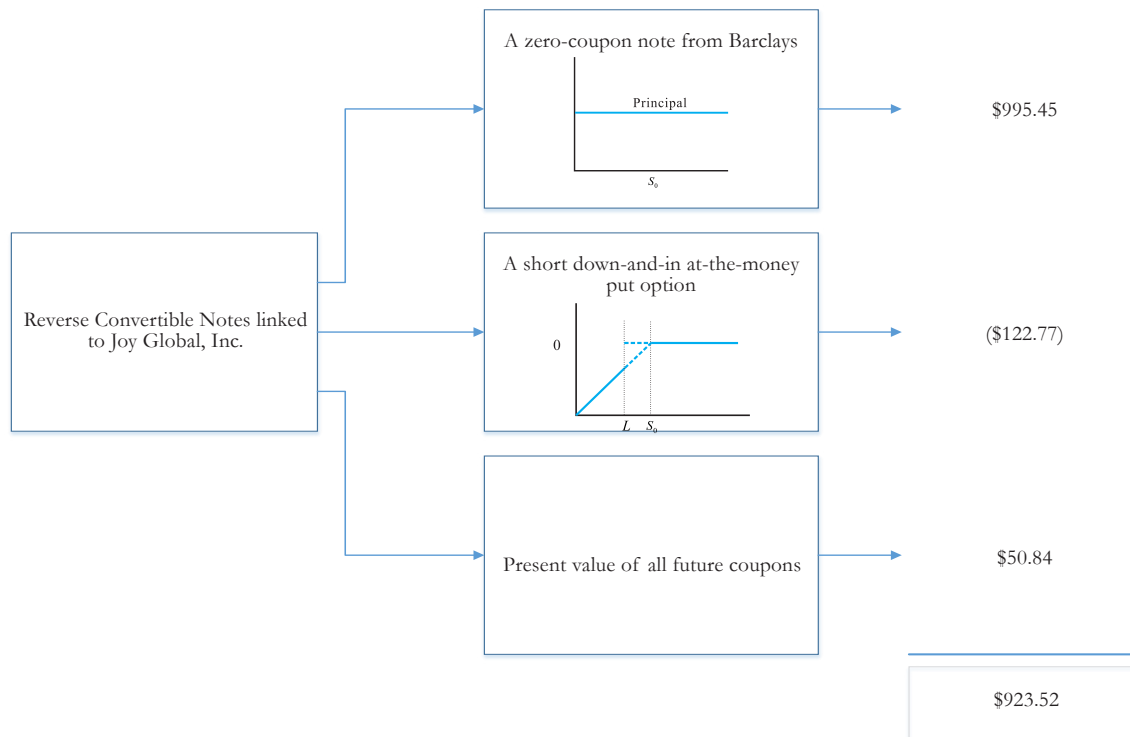 A zero-coupon note from Barclays
Principal
S₀
$995.45
Reverse Convertible Notes linked
to Joy Global, Inc.
A short down-and-in at-the-money
put option
0
L S₀
($122.77)
Present value of all future coupons
$50.84
$923.52